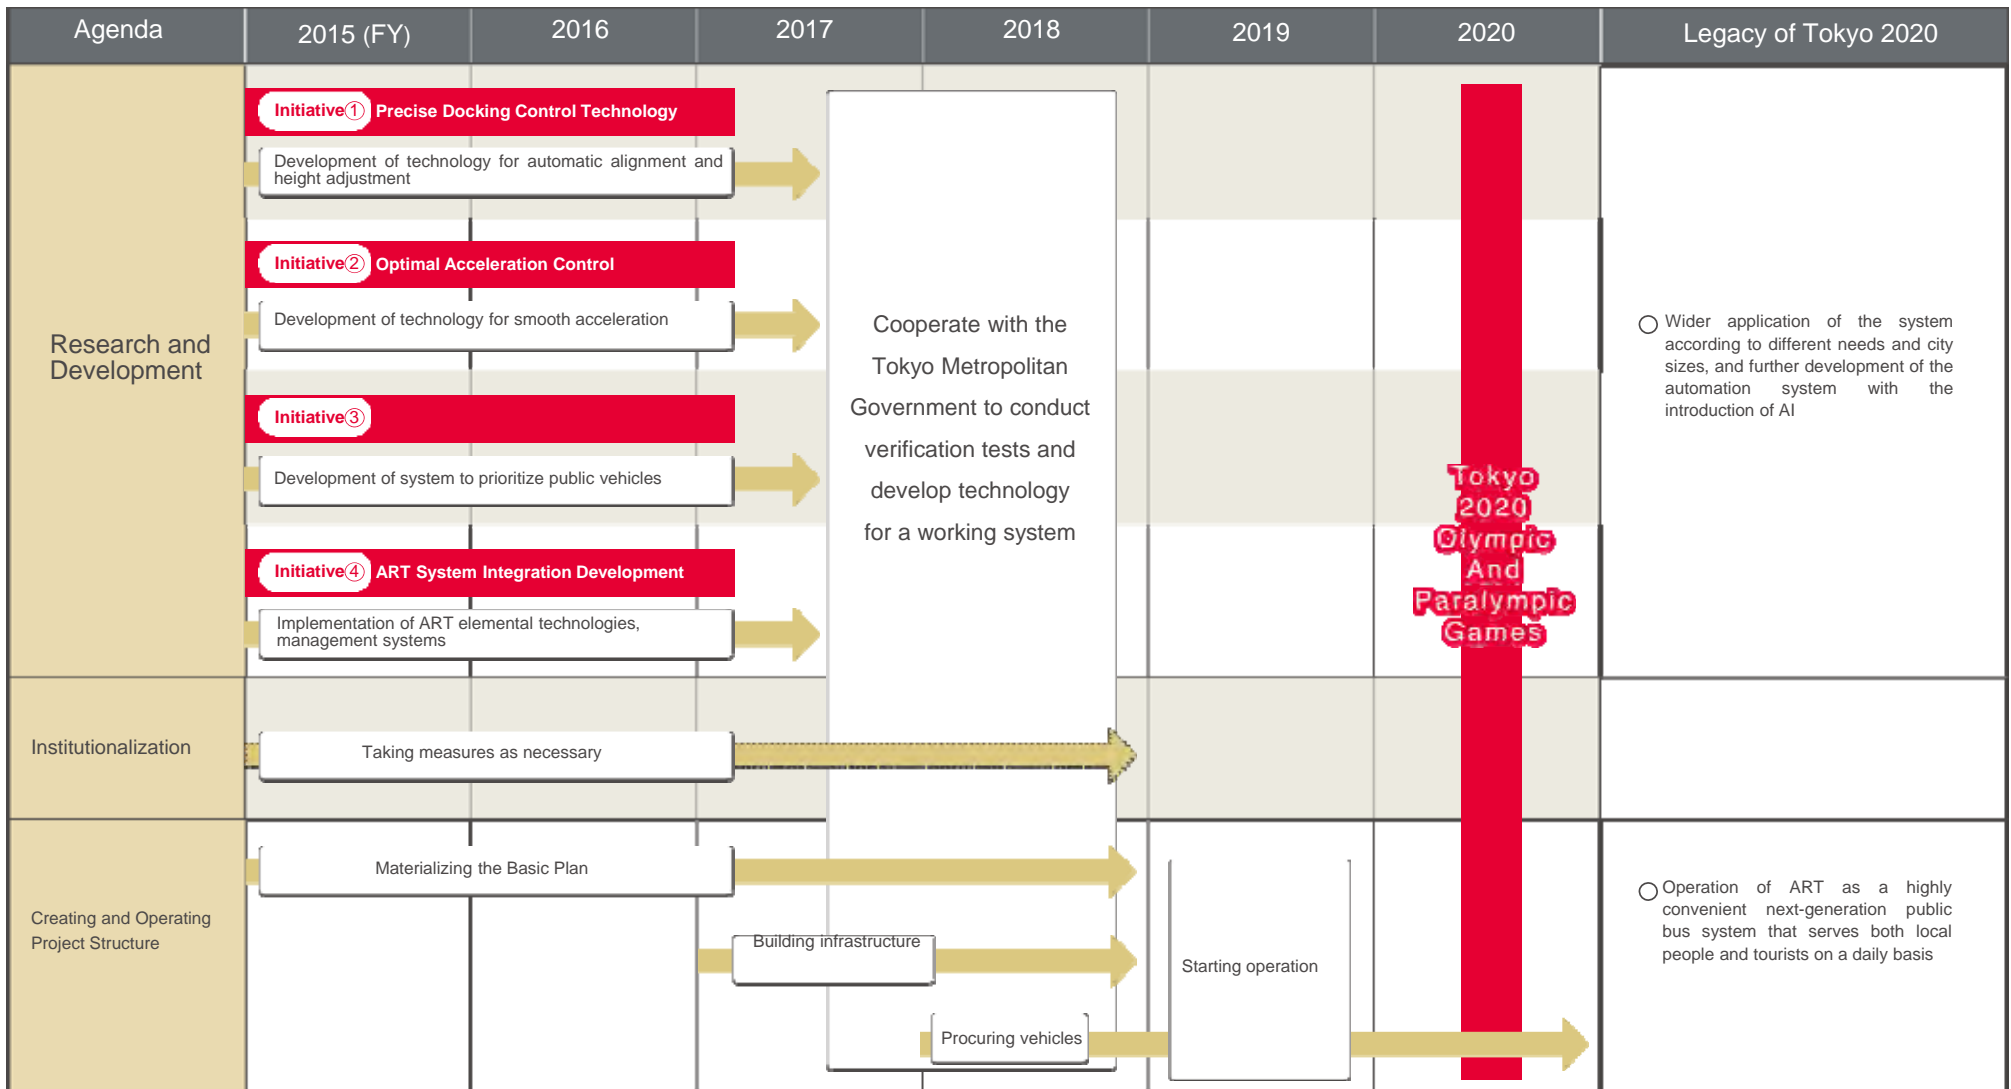 Agenda
2015 (FY)
2016
2017
2018
2019
2020
Legacy of Tokyo 2020
Research and
Development
Initiative① Precise Docking Control Technology
Development of technology for automatic alignment and
height adjustment
Initiative② Optimal Acceleration Control
Development of technology for smooth acceleration
Initiative③
Development of system to prioritize public vehicles
Initiative④ ART System Integration Development
Implementation of ART elemental technologies,
management systems
Cooperate with the
Tokyo Metropolitan
Government to conduct
verification tests and
develop technology
for a working system
Tokyo
2020
Olympic
And
Paralympic
Games
○ Wider application of the system
according to different needs and city
sizes, and further development of the
automation system with the
introduction of AI
Institutionalization
Taking measures as necessary
Creating and Operating
Project Structure
Materializing the Basic Plan
Building infrastructure
Procuring vehicles
Starting operation
○ Operation of ART as a highly
convenient next-generation public
bus system that serves both local
people and tourists on a daily basis